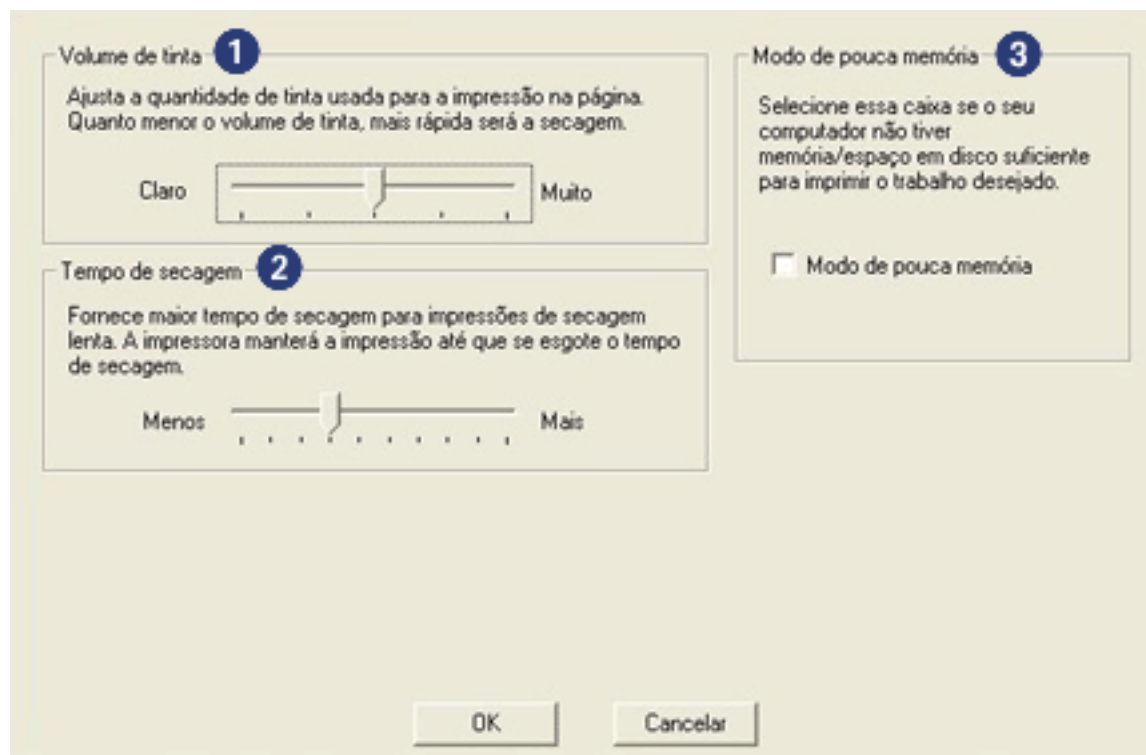 Volume de tinta 1
Ajusta a quantidade de tinta usada para a impressão na página.
Quanto menor o volume de tinta, mais rápida será a secagem.
Claro Muito
Tempo de secagem 2
Fornece maior tempo de secagem para impressões de secagem
lenta. A impressora manterá a impressão até que se esgote o tempo
de secagem.
Menos Mais
Modo de pouca memória 3
Selecione essa caixa se o seu
computador não tiver
memória/espaço em disco suficiente
para imprimir o trabalho desejado.
Modo de pouca memória
OK Cancelar